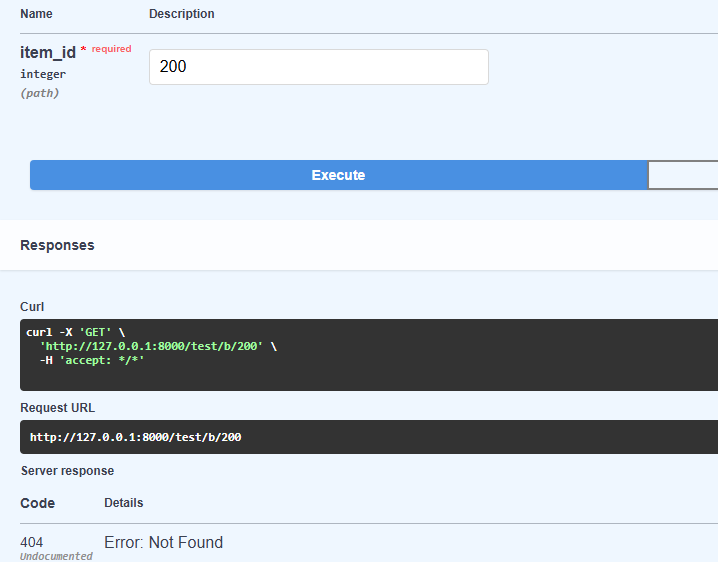 Name Description
item_id * required
integer
(path)
200
Execute
Responses
Curl
curl -X 'GET' \
  'http://127.0.0.1:8000/test/b/200' \
  -H 'accept: */*'
Request URL
http://127.0.0.1:8000/test/b/200
Server response
Code Details
404 Error: Not Found
Undocumented